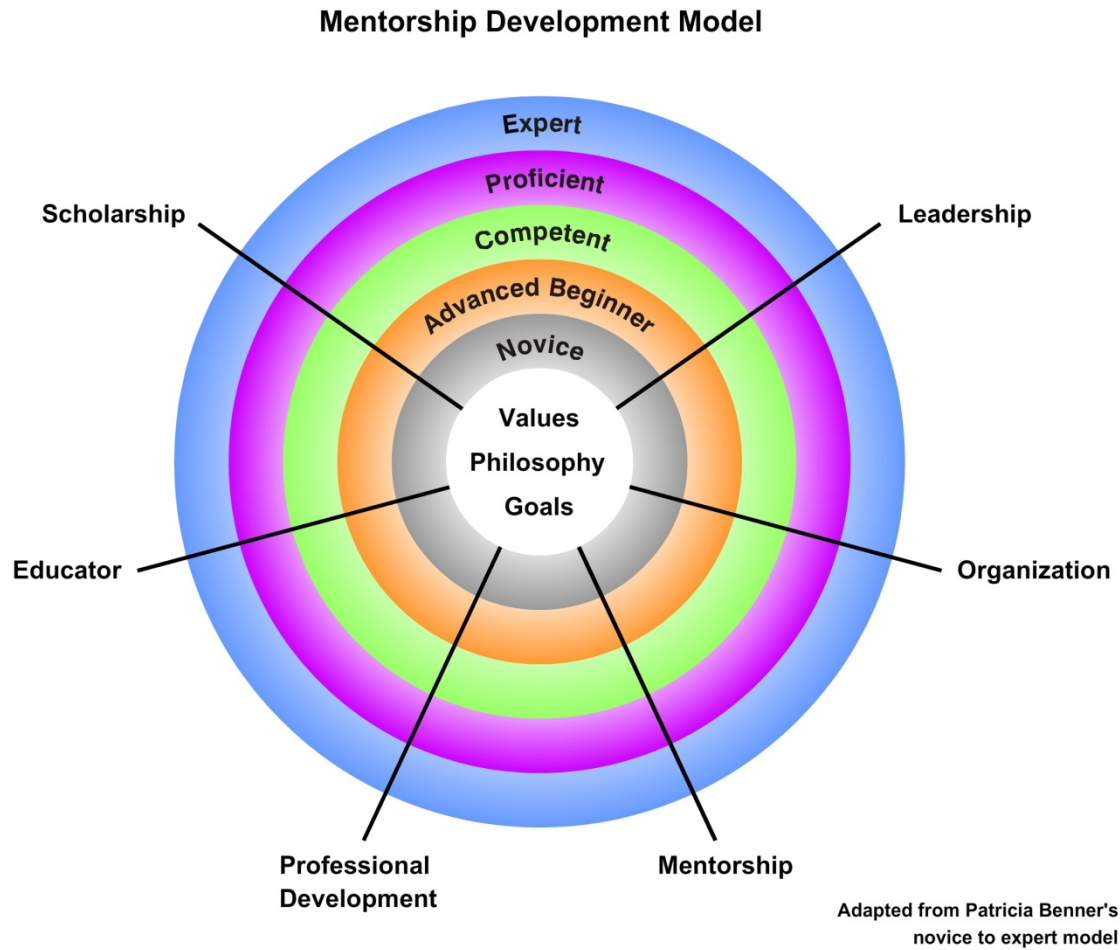 Mentorship Development Model
Expert
Proficient
Scholarship
Leadership
Competent
Advanced Beginner
Novice
Values
Philosophy
Goals
Educator
Organization
Professional
Development
Mentorship
Adapted from Patricia Benner's
novice to expert model